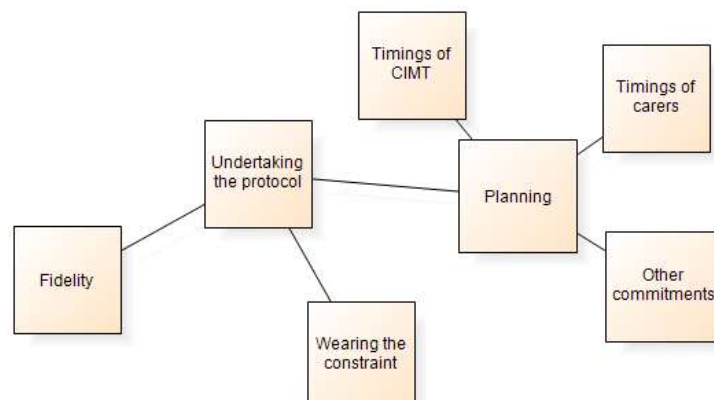 Timings of
CIMT
Timings of
carers
Undertaking
the protocol
Planning
Fidelity
Other
commitments
Wearing the
constraint